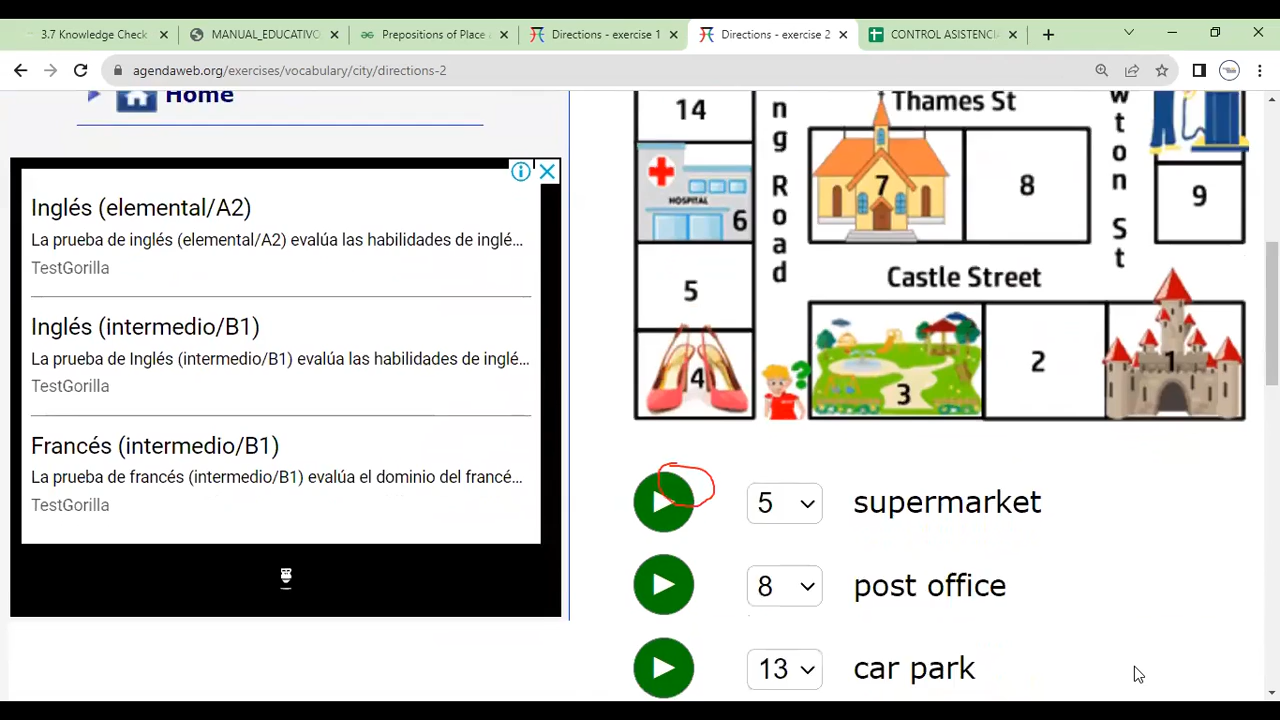 3.7 Knowledge Check
MANUAL_EDUCATIVO
Prepositions of Place
Directions - exercise 1
Directions - exercise 2
CONTROL ASISTENCI
agendaweb.org/exercises/vocabulary/city/directions-2
Home
Inglés (elemental/A2)
La prueba de inglés (elemental/A2) evalúa las habilidades de inglé...
TestGorilla
Inglés (intermedio/B1)
La prueba de Inglés (intermedio/B1) evalúa las habilidades de inglé...
TestGorilla
Francés (intermedio/B1)
La prueba de francés (intermedio/B1) evalúa el dominio del francé...
TestGorilla
14
ng Road
Thames St
wton St
HOSPITAL
6
7
8
9
5
Castle Street
4
?
3
2
1
5 supermarket
8 post office
13 car park